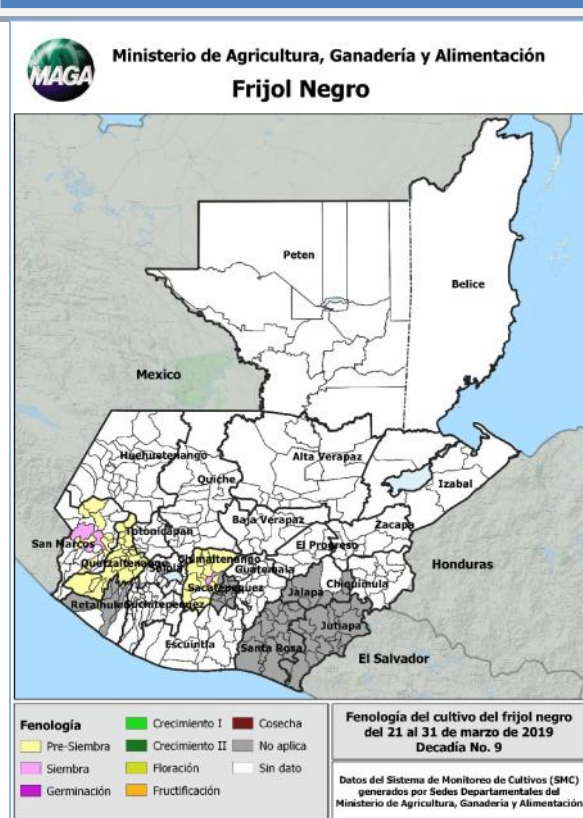 MAGA
Ministerio de Agricultura, Ganadería y Alimentación
Frijol Negro
Peten
Belice
Mexico
Huehuetenango
Alta Verapaz
Quiche
Izabal
Baja Verapaz
Zacapa
Totonicapan
San Marcos
El Progreso
Honduras
Quetzaltenango
Chimaltenango
Solola
Guatemala
Chiquimula
Sacatepequez
Jalapa
Retalhuleu
Suchitepequez
Jutiapa
Escuintla
Santa Rosa
El Salvador
Fenología
Pre-Siembra
Siembra
Germinación
Crecimiento I
Crecimiento II
Floración
Fructificación
Cosecha
No aplica
Sin dato
Fenología del cultivo del frijol negro
del 21 al 31 de marzo de 2019
Decadía No. 9
Datos del Sistema de Monitoreo de Cultivos (SMC)
generados por Sedes Departamentales del
Ministerio de Agricultura, Ganadería y Alimentación